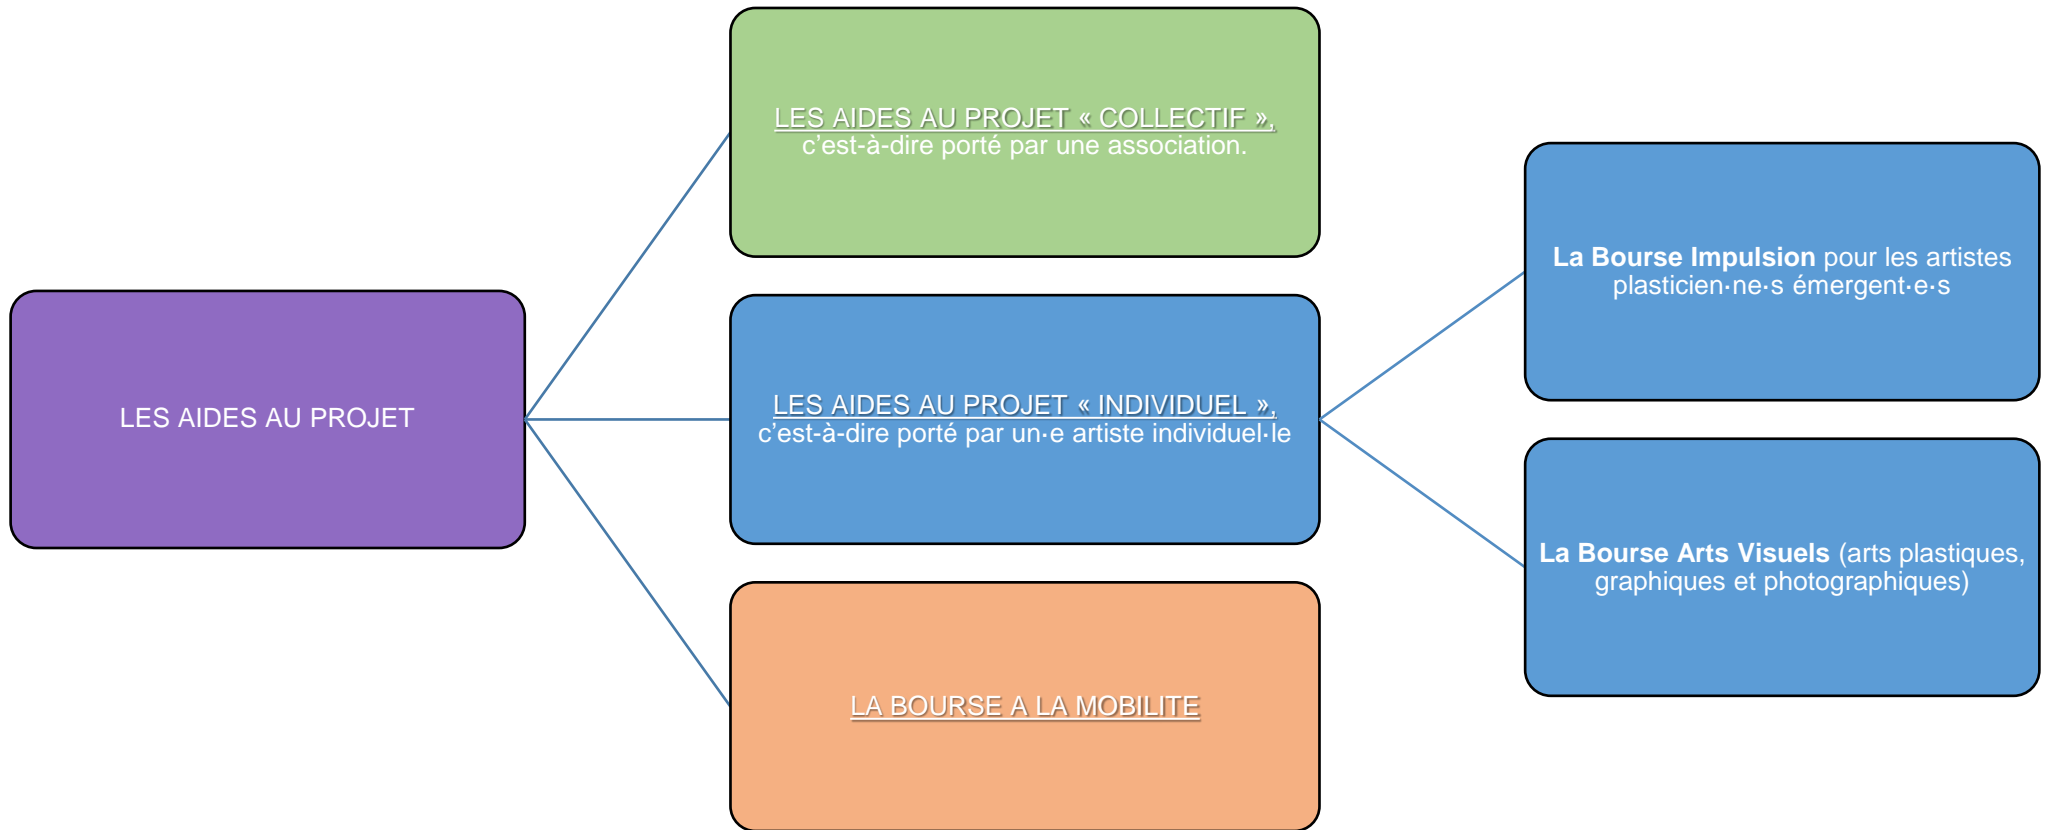 LES AIDES AU PROJET
LES AIDES AU PROJET « COLLECTIF »,
c’est-à-dire porté par une association.
LES AIDES AU PROJET « INDIVIDUEL »,
c’est-à-dire porté par un·e artiste individuel·le
LA BOURSE A LA MOBILITE
La Bourse Impulsion pour les artistes
plasticien·ne·s émergent·e·s
La Bourse Arts Visuels (arts plastiques,
graphiques et photographiques)